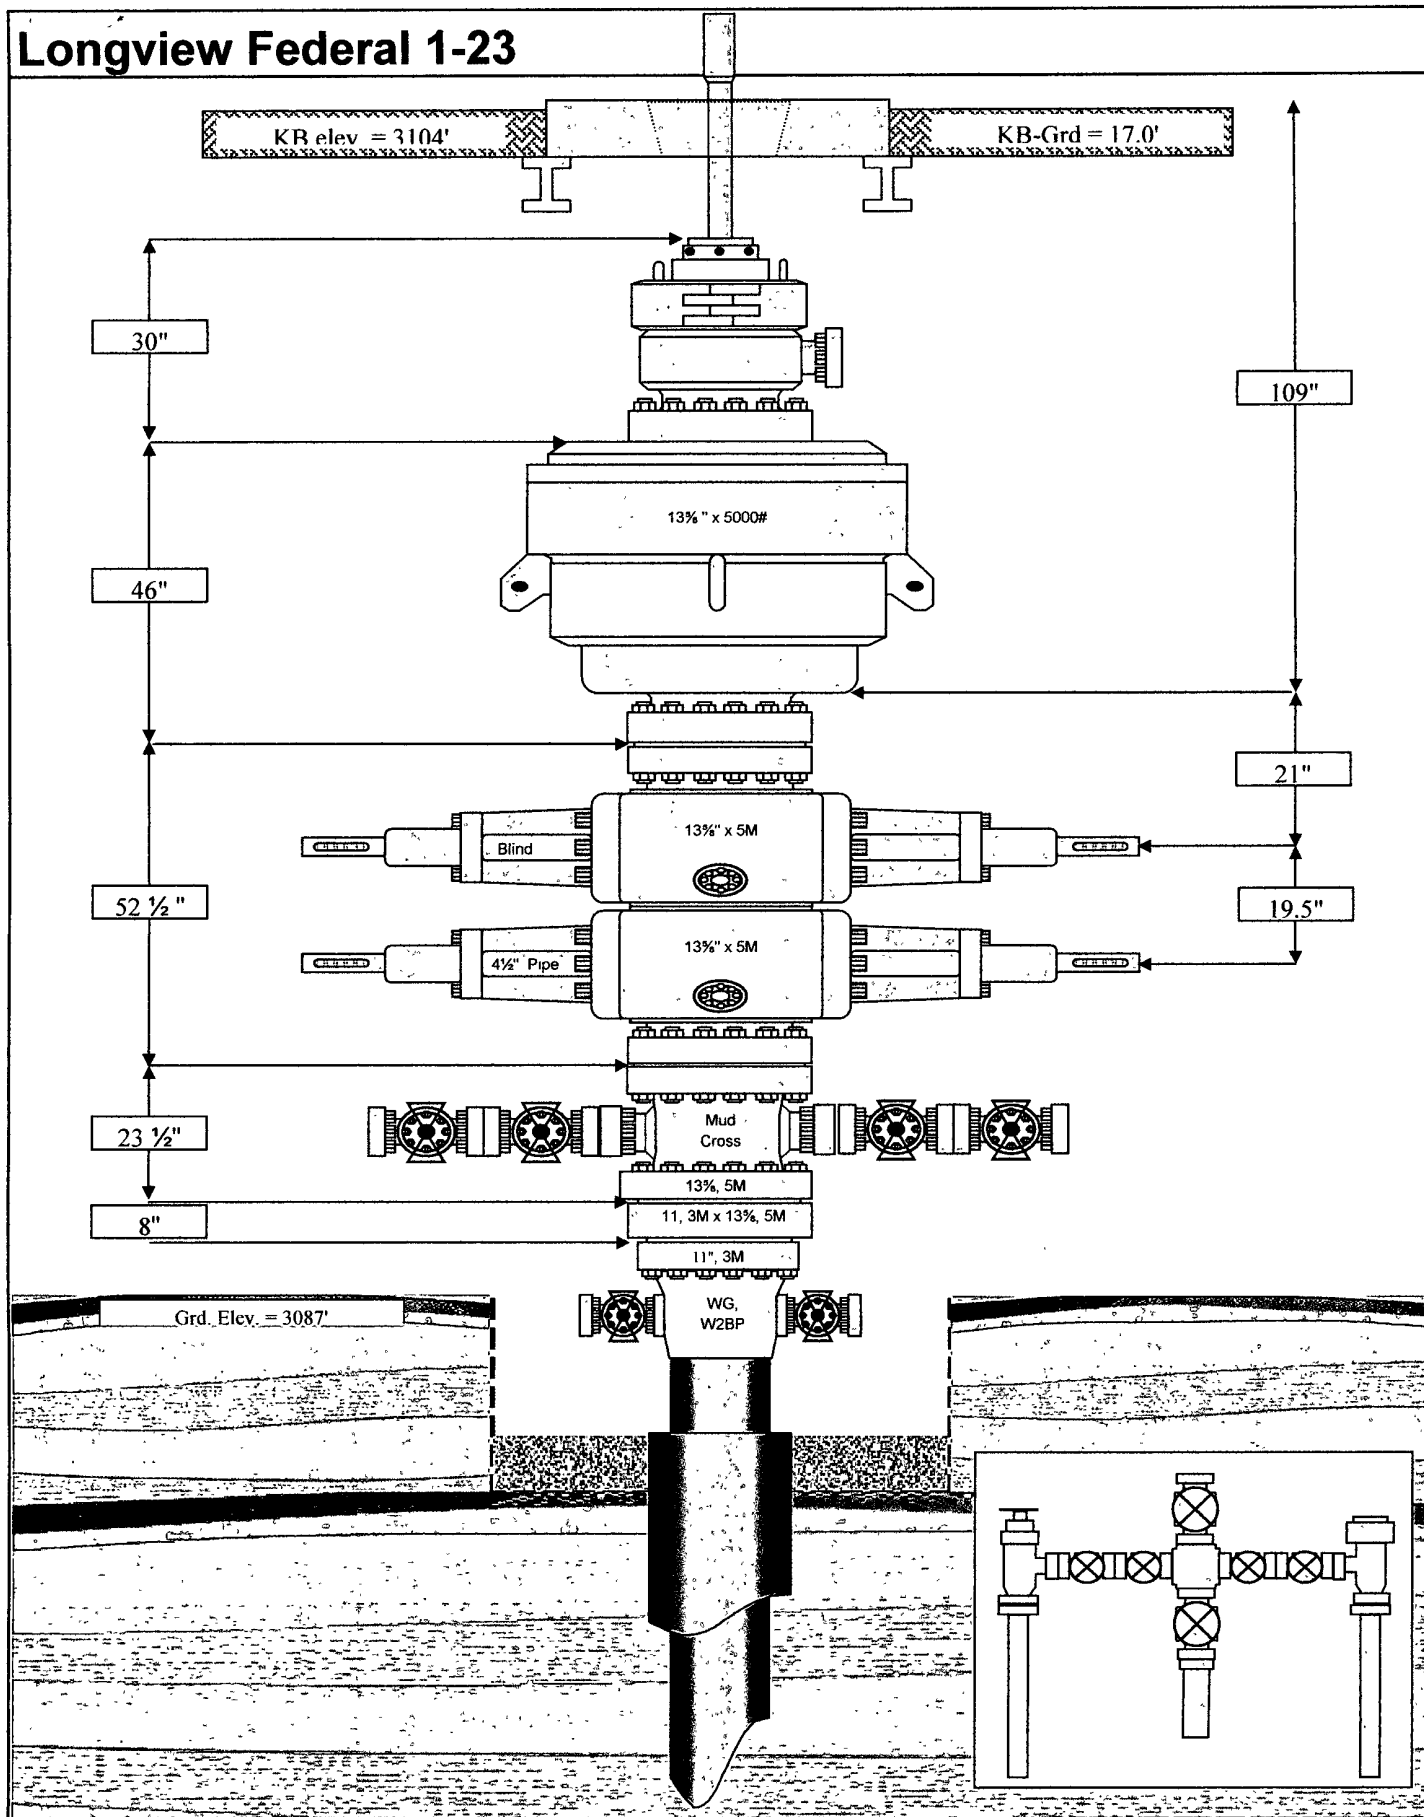 Longview Federal 1-23
KB elev. = 3104'
KB-Grd = 17.0'
30"
109"
13⅝" x 5000#
46"
21"
13⅝" x 5M
Blind
52 ½ "
19.5"
13⅝" x 5M
4½" Pipe
23 ½"
Mud
Cross
13⅝, 5M
8"
11, 3M x 13⅝, 5M
11", 3M
Grd. Elev. = 3087'
WG,
W2BP